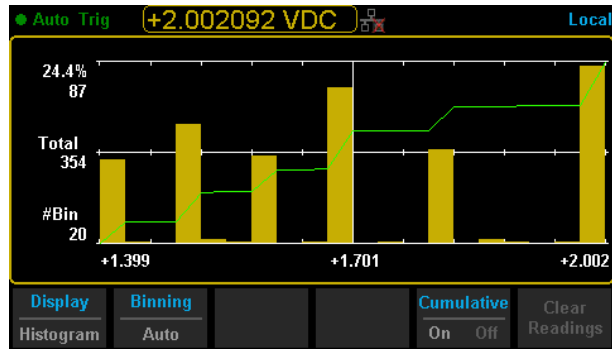 Auto Trig +2.002092 VDC Local
24.4%
87
Total
354
#Bin
20
+1.399 +1.701 +2.002
Display Binning Cumulative Clear
Histogram Auto On Off Readings